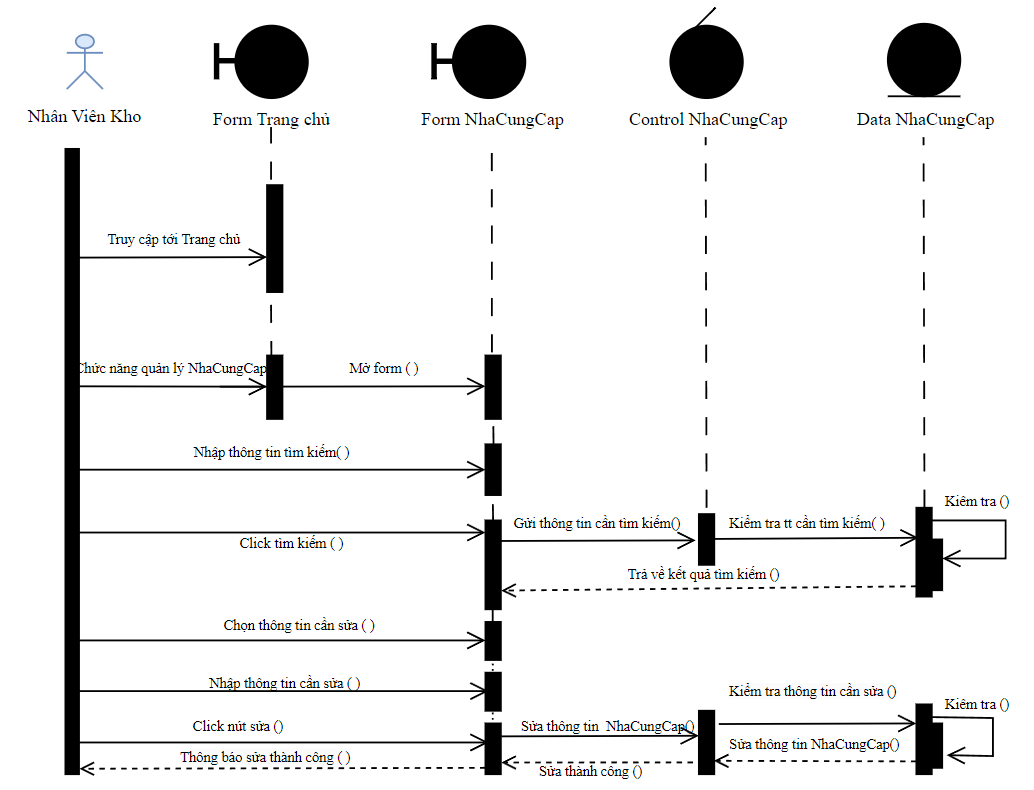 Nhân Viên Kho
Form Trang chủ
Form NhaCungCap
Control NhaCungCap
Data NhaCungCap
Truy cập tới Trang chủ
Chức năng quản lý NhaCungCap
Mở form ( )
Nhập thông tin tìm kiếm( )
Kiêm tra ()
Gửi thông tin cần tìm kiếm()
Kiểm tra tt cần tìm kiếm( )
Click tìm kiếm ( )
Trả về kết quả tìm kiếm ()
Chọn thông tin cần sửa ( )
Nhập thông tin cần sửa ( )
Kiểm tra thông tin cần sửa ()
Kiêm tra ()
Click nút sửa ()
Sửa thông tin NhaCungCap()
Sửa thông tin NhaCungCap()
Thông báo sửa thành công ( )
Sửa thành công ()